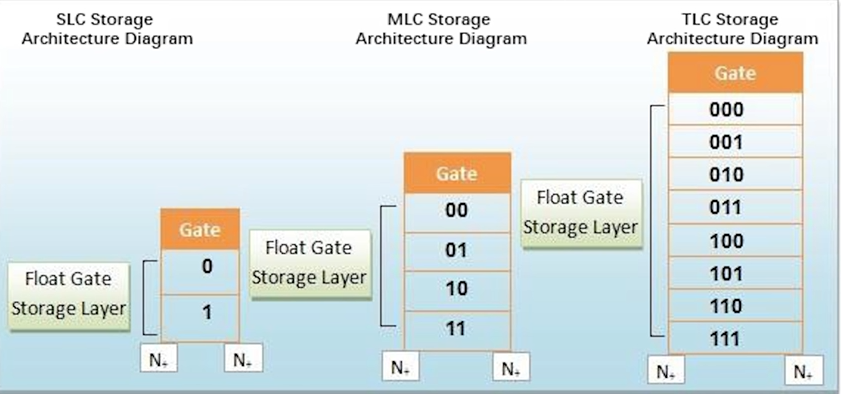 SLC Storage
Architecture Diagram
MLC Storage
Architecture Diagram
TLC Storage
Architecture Diagram
Gate
0
1
Float Gate
Storage Layer
N+
N+
Gate
00
01
10
11
Float Gate
Storage Layer
N+
N+
Gate
000
001
010
011
100
101
110
111
Float Gate
Storage Layer
N+
N+